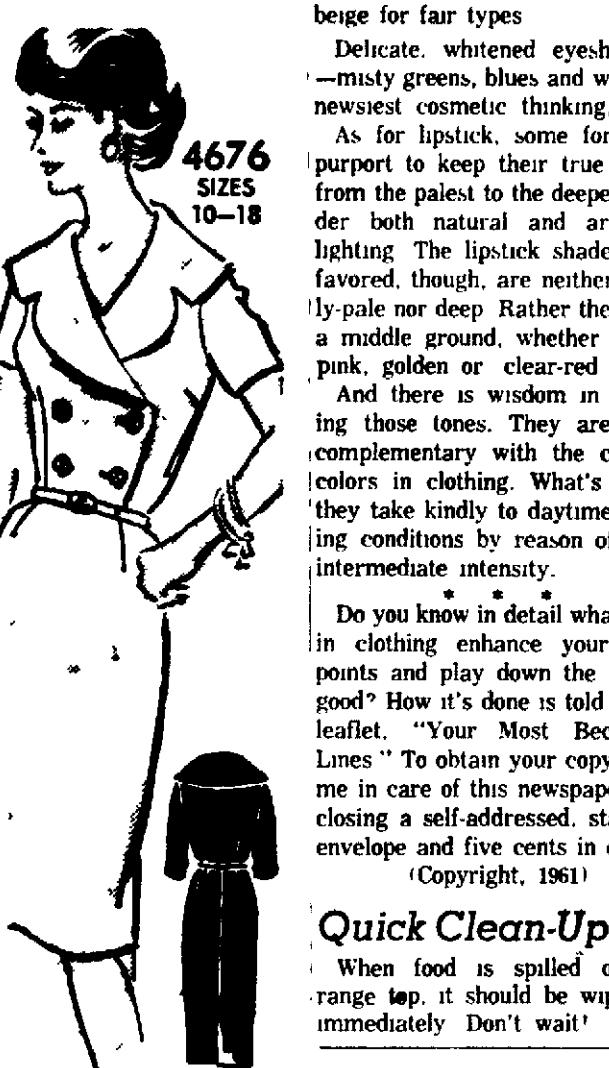 4676
SIZES
10—18
beige for fair types
Delicate. whitened eyesh
—misty greens, blues and w
newsiest cosmetic thinking.
As for lipstick, some for
purport to keep their true
from the palest to the deepe
der both natural and ar
lighting The lipstick shade
favored, though, are neither
ly-pale nor deep Rather the
a middle ground, whether
pink, golden or clear-red
And there is wisdom in
ing those tones. They are
complementary with the c
colors in clothing. What's
they take kindly to daytime
ing conditions by reason of
intermediate intensity.
* * *
Do you know in detail wha
in clothing enhance your
points and play down the
good? How it's done is told
leaflet, "Your Most Bec
Lines" To obtain your copy
me in care of this newspape
closing a self-addressed, sta
envelope and five cents in c
(Copyright, 1961)
Quick Clean-Up
When food is spilled o
range top, it should be wip
immediately Don't wait!